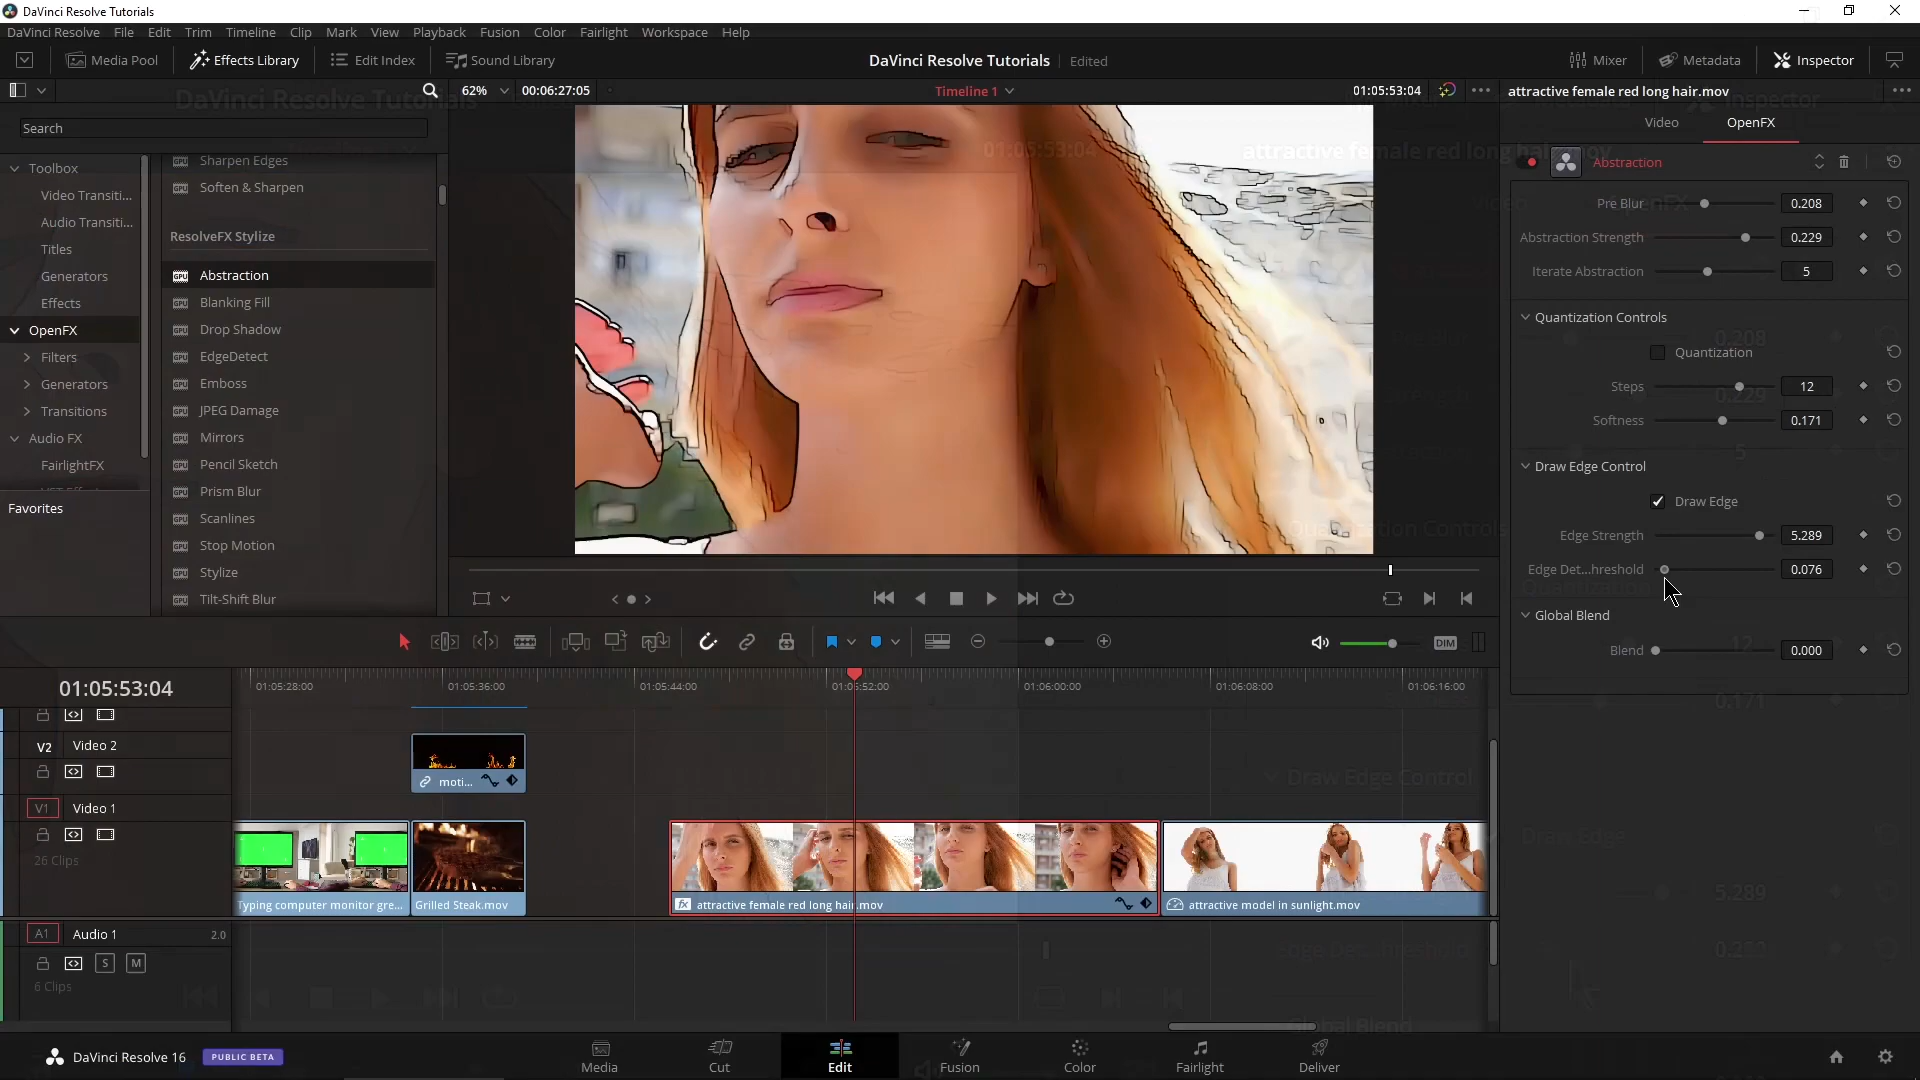 DaVinci Resolve Tutorials
DaVinci Resolve File Edit Trim Timeline Clip Mark View Playback Fusion Color Fairlight Workspace Help
Media Pool Effects Library Edit Index Sound Library DaVinci Resolve Tutorials Edited Mixer Metadata Inspector
62% 00:06:27:05 Timeline 1 01:05:53:04 attractive female red long hair.mov
Search
Video OpenFX
Toolbox
Video Transiti...
Audio Transiti...
Titles
Generators
Effects
OpenFX
Filters
Generators
Transitions
Audio FX
FairlightFX
Favorites
Sharpen Edges
Soften & Sharpen
ResolveFX Stylize
Abstraction
Blanking Fill
Drop Shadow
EdgeDetect
Emboss
JPEG Damage
Mirrors
Pencil Sketch
Prism Blur
Scanlines
Stop Motion
Stylize
Tilt-Shift Blur
Abstraction
Pre Blur 0.208
Abstraction Strength 0.229
Iterate Abstraction 5
Quantization Controls
Quantization
Steps 12
Softness 0.171
Draw Edge Control
Draw Edge
Edge Strength 5.289
Edge Det...hreshold 0.076
Global Blend
Blend 0.000
DIM
01:05:53:04
01:05:28:00 01:05:36:00 01:05:44:00 01:05:52:00 01:06:00:00 01:06:08:00 01:06:16:00
V2 Video 2
moti...
V1 Video 1
26 Clips
Typing computer monitor gre... Grilled Steak.mov attractive female red long hair.mov attractive model in sunlight.mov
A1 Audio 1 2.0
S M
6 Clips
DaVinci Resolve 16 PUBLIC BETA
Media Cut Edit Fusion Color Fairlight Deliver